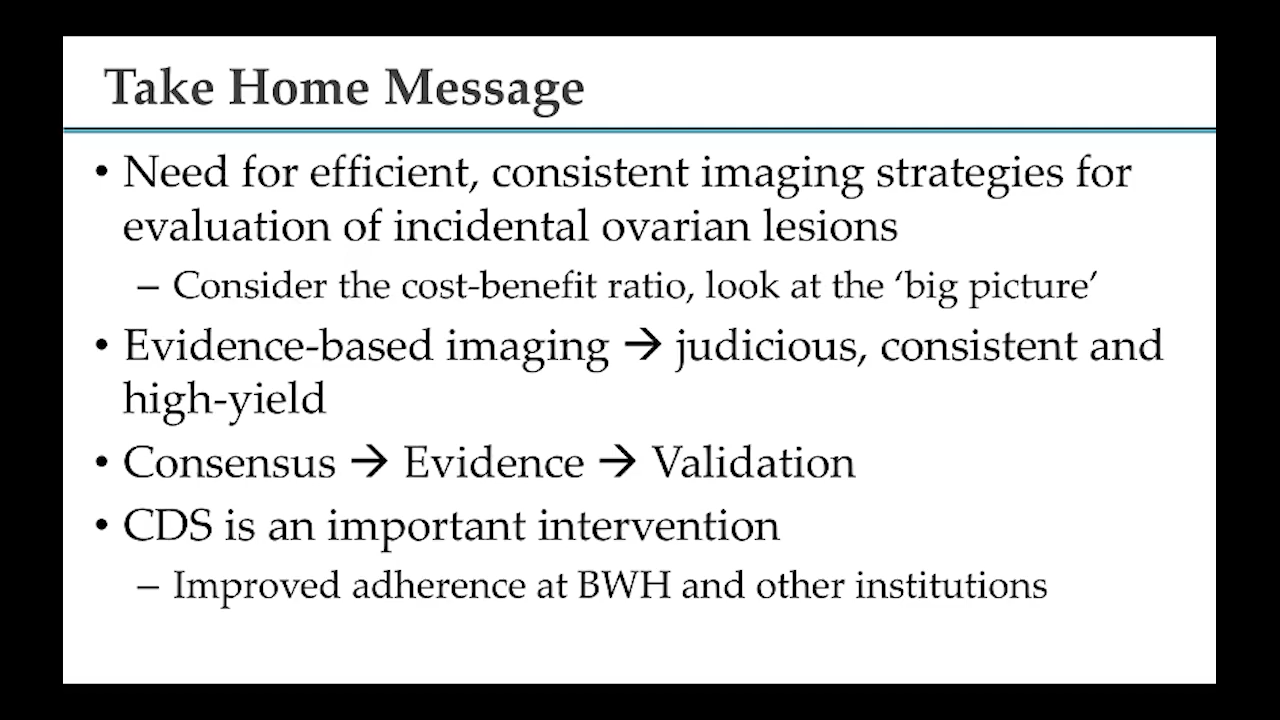 Take Home Message
• Need for efficient, consistent imaging strategies for
evaluation of incidental ovarian lesions
– Consider the cost-benefit ratio, look at the ‘big picture’
• Evidence-based imaging → judicious, consistent and
high-yield
• Consensus → Evidence → Validation
• CDS is an important intervention
– Improved adherence at BWH and other institutions